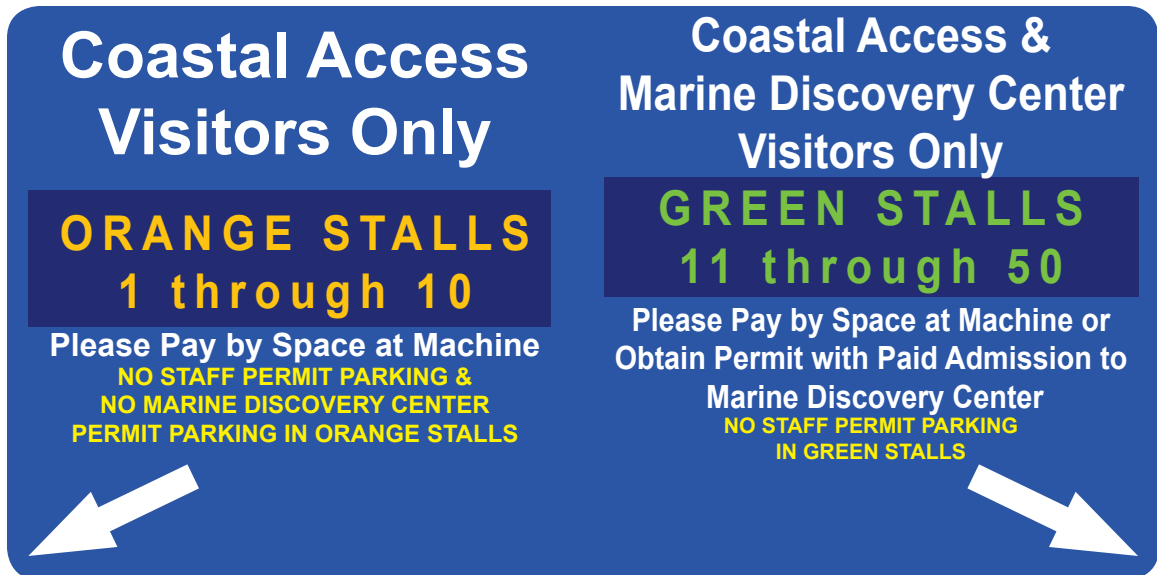 Coastal Access
Visitors Only
ORANGE STALLS
1 through 10
Please Pay by Space at Machine
NO STAFF PERMIT PARKING &
NO MARINE DISCOVERY CENTER
PERMIT PARKING IN ORANGE STALLS
Coastal Access &
Marine Discovery Center
Visitors Only
GREEN STALLS
11 through 50
Please Pay by Space at Machine or
Obtain Permit with Paid Admission to
Marine Discovery Center
NO STAFF PERMIT PARKING
IN GREEN STALLS